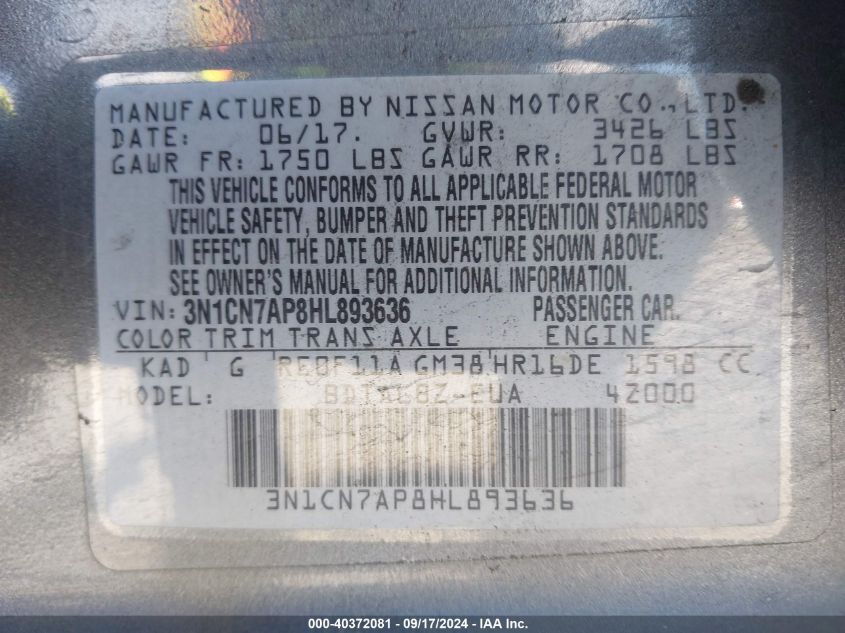 MANUFACTURED BY NISSAN MOTOR CO., LTD.
DATE: 06/17. GVWR: 3426 LBS
GAWR FR: 1750 LBS GAWR RR: 1708 LBS
THIS VEHICLE CONFORMS TO ALL APPLICABLE FEDERAL MOTOR
VEHICLE SAFETY, BUMPER AND THEFT PREVENTION STANDARDS
IN EFFECT ON THE DATE OF MANUFACTURE SHOWN ABOVE.
SEE OWNER'S MANUAL FOR ADDITIONAL INFORMATION.
VIN: 3N1CN7AP8HL893636 PASSENGER CAR.
COLOR TRIM TRANS AXLE ENGINE
KAD G RE0F11A GM38 HR16DE 1598 CC
MODEL: 42000
3N1CN7AP8HL893636
000-40372081 - 09/17/2024 - IAAI.COM